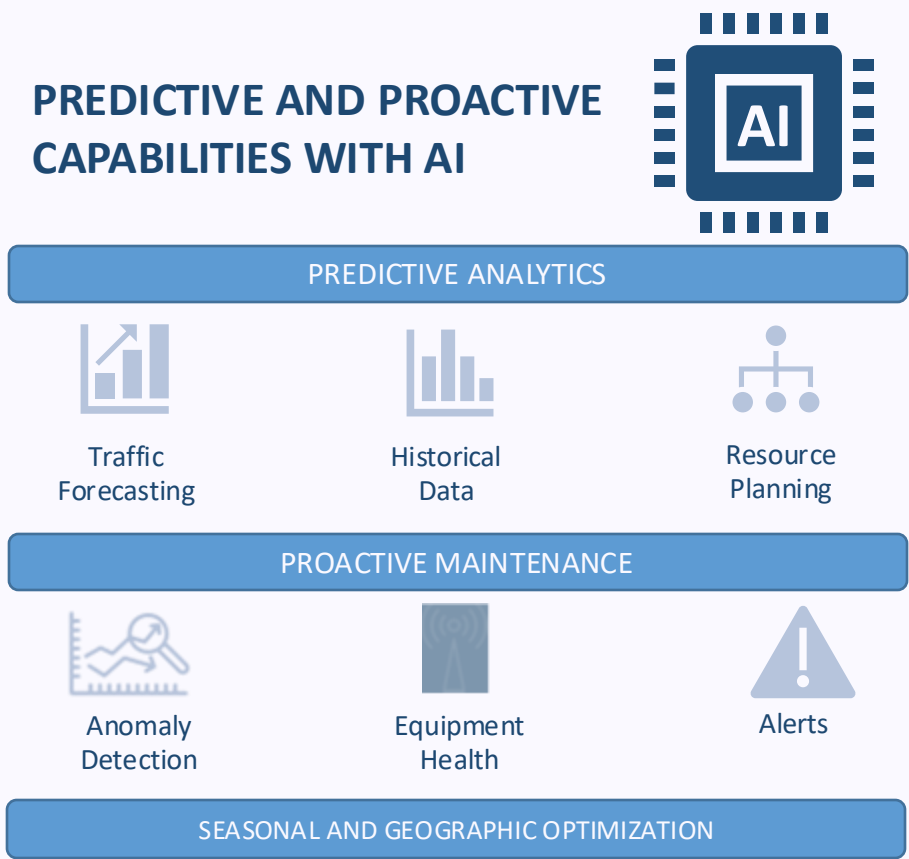 PREDICTIVE AND PROACTIVE
CAPABILITIES WITH AI
AI
PREDICTIVE ANALYTICS
Traffic
Forecasting
Historical
Data
Resource
Planning
PROACTIVE MAINTENANCE
Anomaly
Detection
Equipment
Health
Alerts
SEASONAL AND GEOGRAPHIC OPTIMIZATION